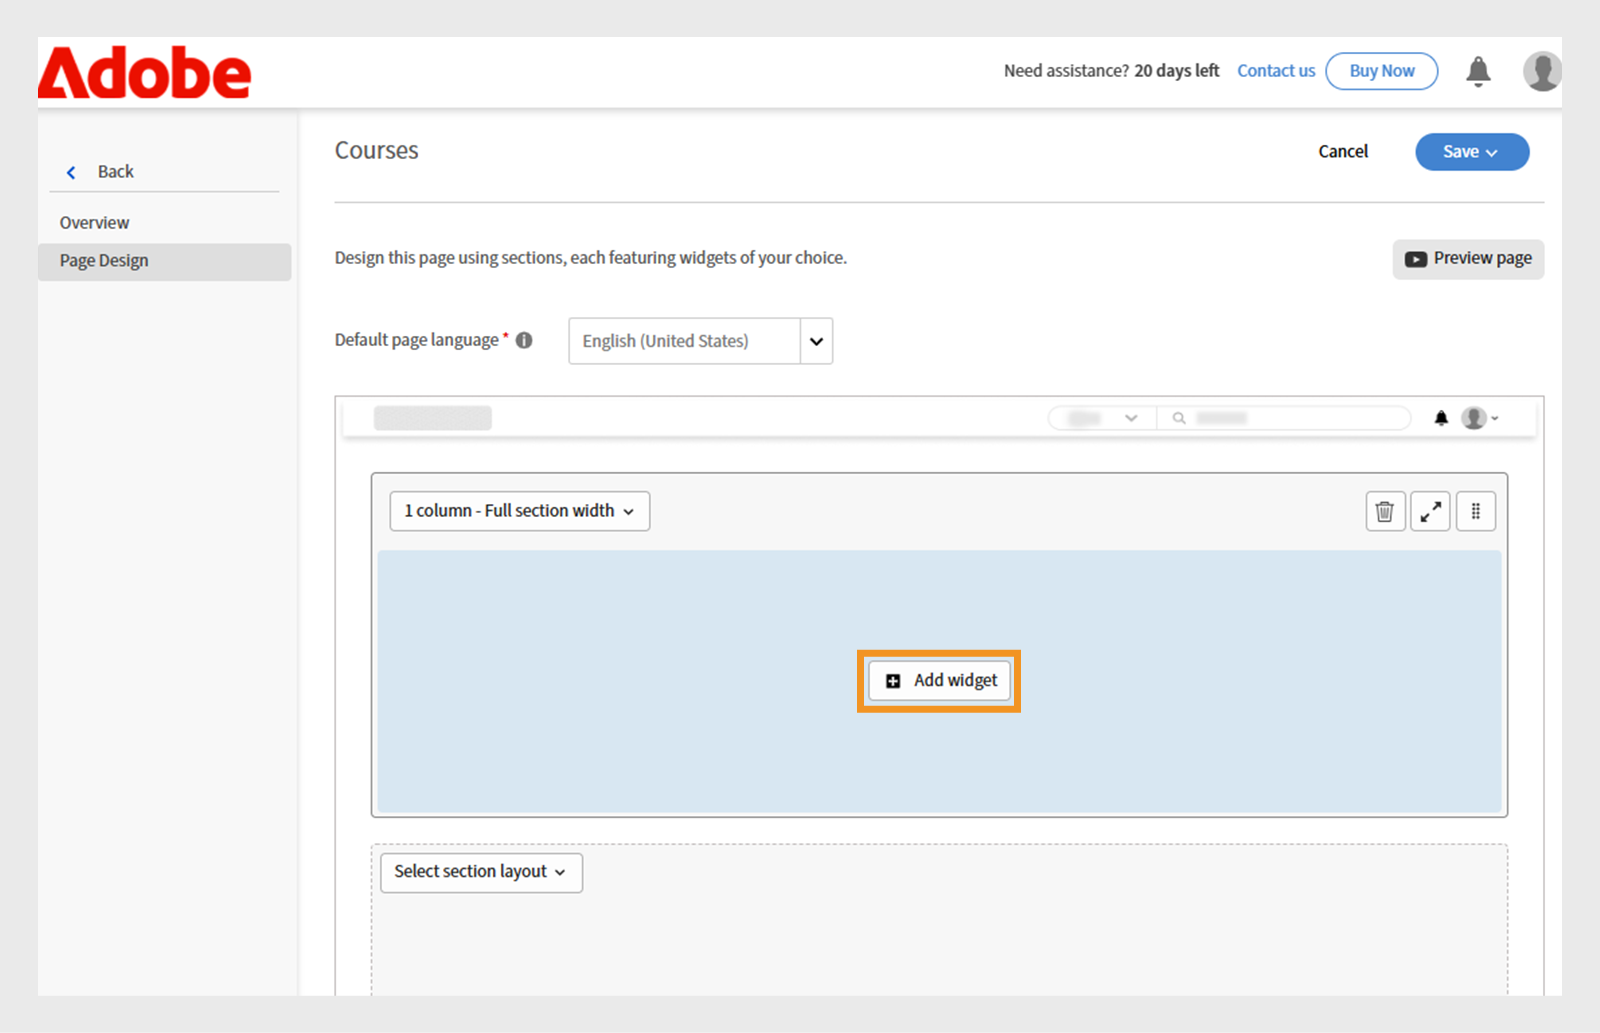 Adobe
Need assistance? 20 days left Contact us Buy Now
Back
Overview
Page Design
Courses
Cancel
Save
Design this page using sections, each featuring widgets of your choice.
Preview page
Default page language *
English (United States)
1 column - Full section width
Add widget
Select section layout